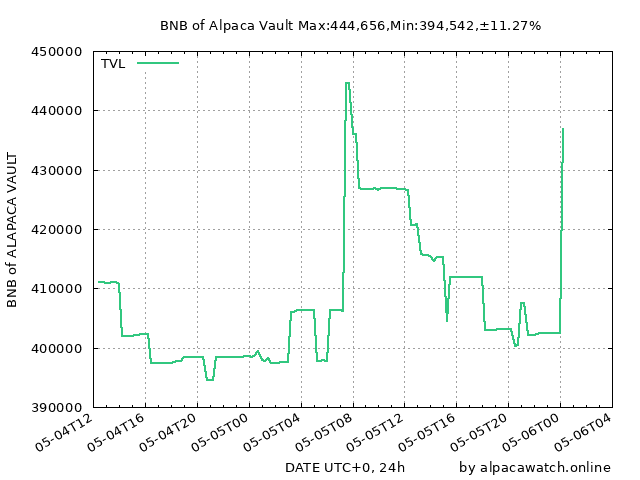 BNB of Alpaca Vault Max:444,656,Min:394,542,±11.27%
TVL
450000
440000
430000
420000
410000
400000
390000
BNB of ALAPACA VAULT
05-04T12
05-04T16
05-04T20
05-05T00
05-05T04
05-05T08
05-05T12
05-05T16
05-05T20
05-06T00
05-06T04
DATE UTC+0, 24h
by alpacawatch.online